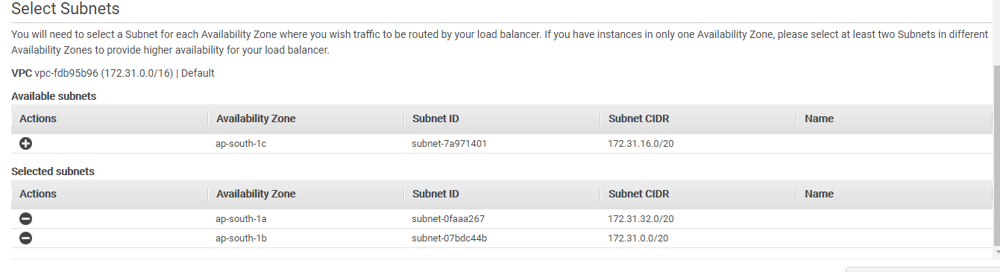 Select Subnets
You will need to select a Subnet for each Availability Zone where you wish traffic to be routed by your load balancer. If you have instances in only one Availability Zone, please select at least two Subnets in different
Availability Zones to provide higher availability for your load balancer.
VPC vpc-fdb95b96 (172.31.0.0/16) | Default
Available subnets
Actions Availability Zone Subnet ID Subnet CIDR Name
ap-south-1c subnet-7a971401 172.31.16.0/20
Selected subnets
Actions Availability Zone Subnet ID Subnet CIDR Name
ap-south-1a subnet-0faaa267 172.31.32.0/20
ap-south-1b subnet-07bdc44b 172.31.0.0/20